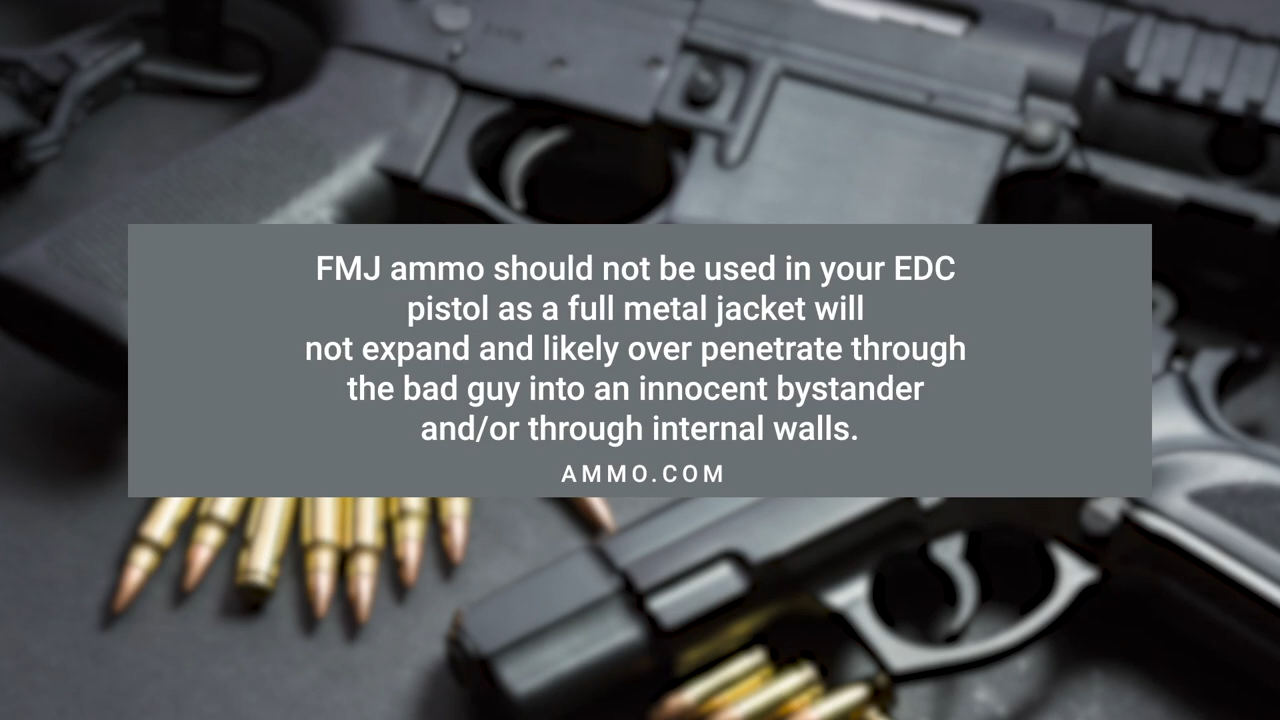 FMJ ammo should not be used in your EDC
pistol as a full metal jacket will
not expand and likely over penetrate through
the bad guy into an innocent bystander
and/or through internal walls.
AMMO.COM